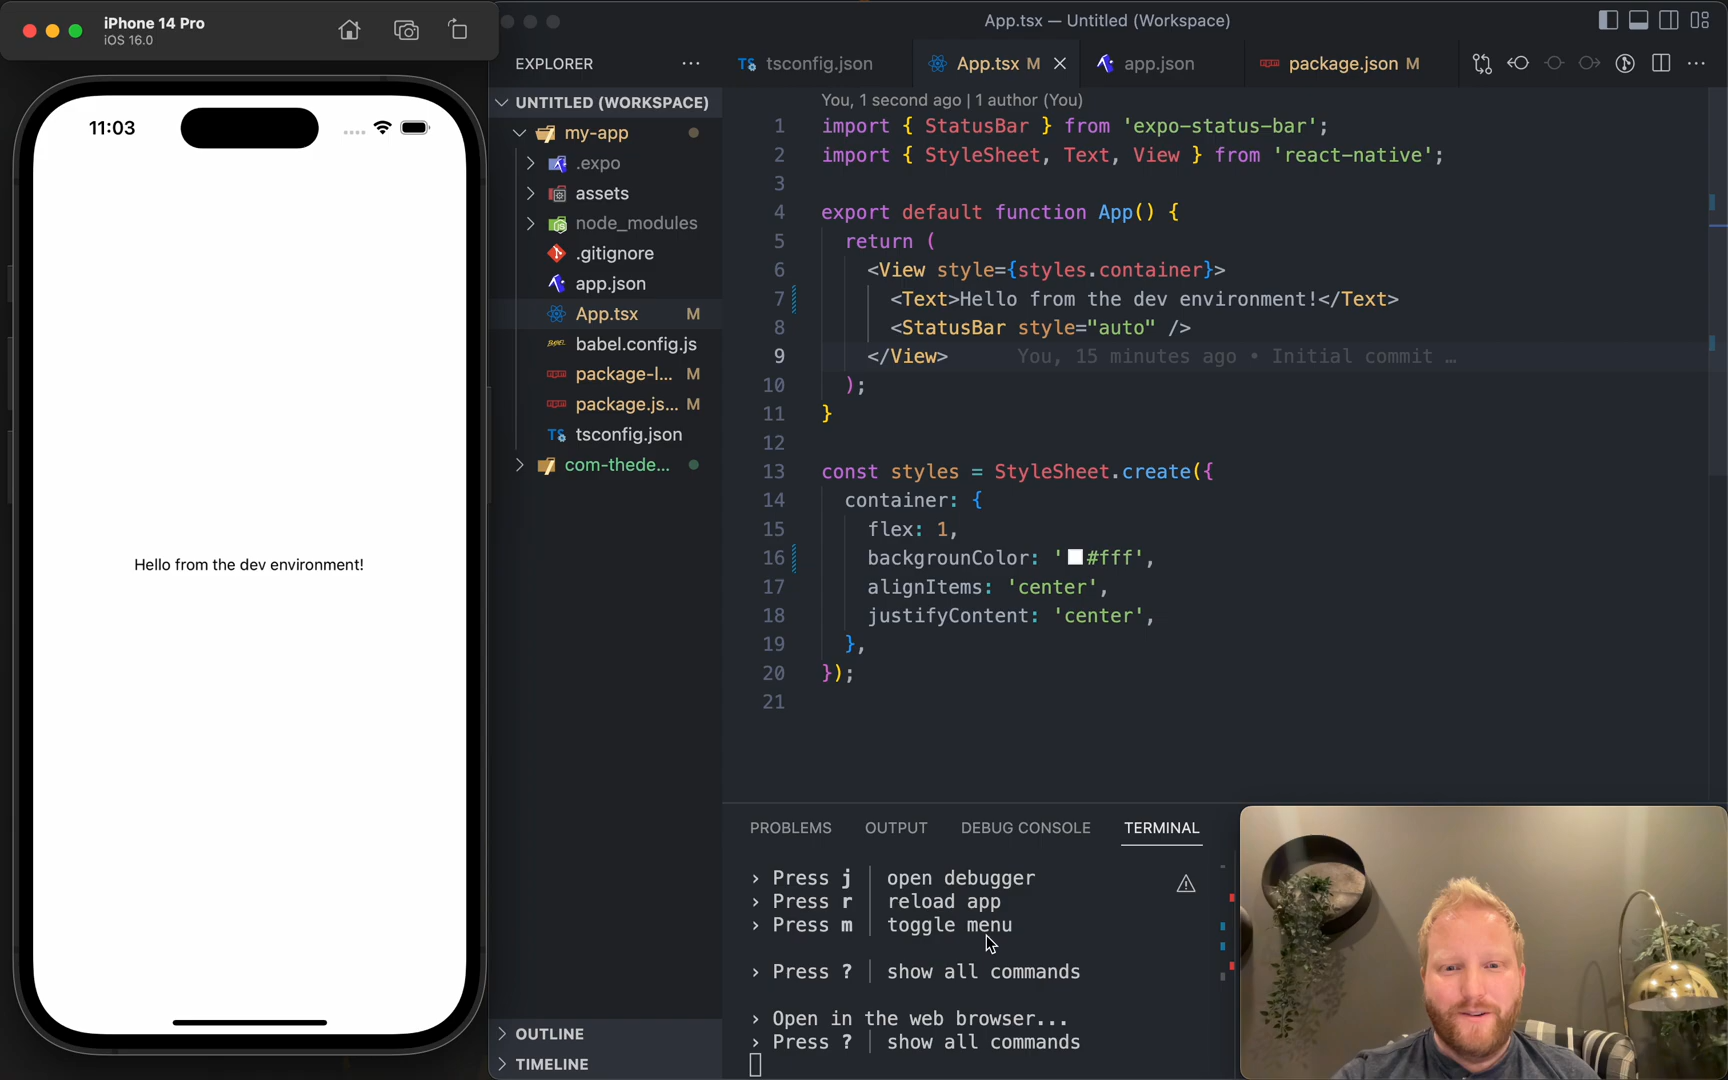 iPhone 14 Pro
iOS 16.0
11:03
Hello from the dev environment!
App.tsx — Untitled (Workspace)
EXPLORER
UNTITLED (WORKSPACE)
my-app
.expo
assets
node_modules
.gitignore
app.json
App.tsx M
babel.config.js
package-l... M
package.js... M
tsconfig.json
com-thede...
OUTLINE
TIMELINE
tsconfig.json
App.tsx M
app.json
package.json M
You, 1 second ago | 1 author (You)
1 import { StatusBar } from 'expo-status-bar';
2 import { StyleSheet, Text, View } from 'react-native';
3
4 export default function App() {
5 return (
6 <View style={styles.container}>
7 <Text>Hello from the dev environment!</Text>
8 <StatusBar style="auto" />
9 </View> You, 15 minutes ago • Initial commit …
10 );
11 }
12
13 const styles = StyleSheet.create({
14 container: {
15 flex: 1,
16 backgrounColor: '#fff',
17 alignItems: 'center',
18 justifyContent: 'center',
19 },
20 });
21
PROBLEMS OUTPUT DEBUG CONSOLE TERMINAL
› Press j │ open debugger
› Press r │ reload app
› Press m │ toggle menu
› Press ? │ show all commands
› Open in the web browser...
› Press ? │ show all commands